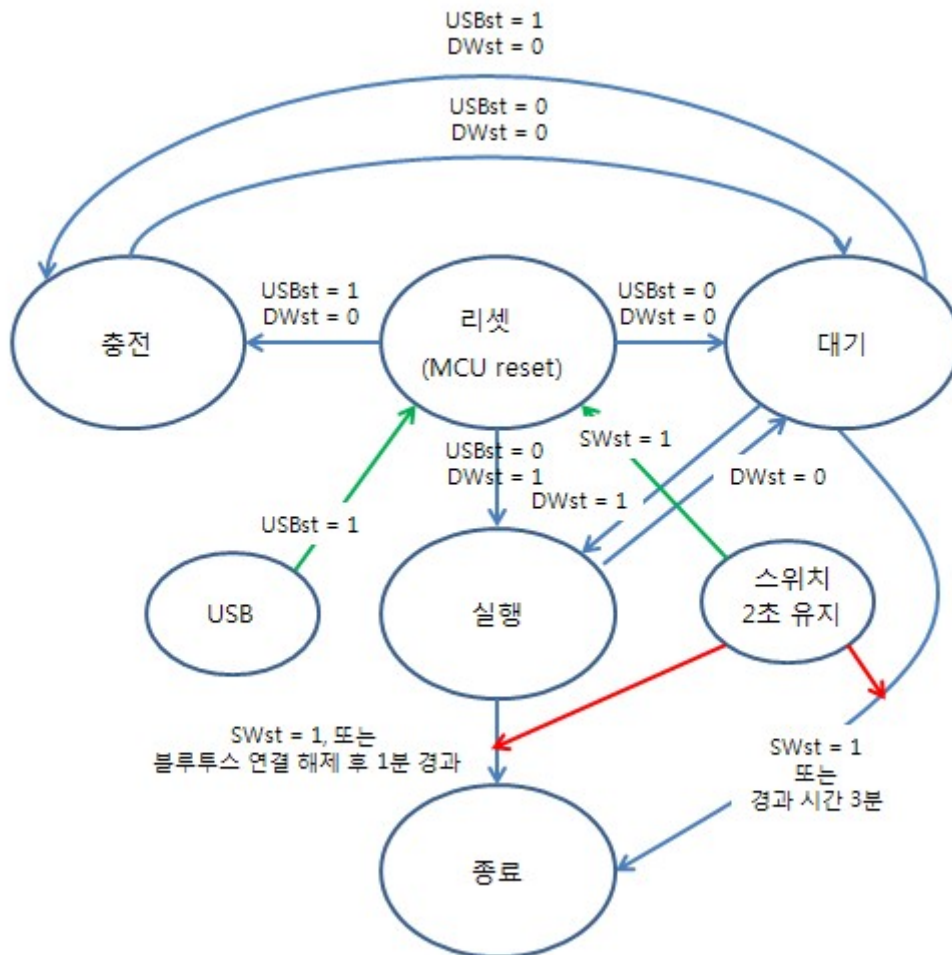 USBst = 1
DWst = 0
USBst = 0
DWst = 0
충전
USBst = 1
DWst = 0
리셋
(MCU reset)
USBst = 0
DWst = 0
대기
USBst = 0
DWst = 1
SWst = 1
DWst = 1
DWst = 0
USBst = 1
USB
실행
스위치
2초 유지
SWst = 1, 또는
블루투스 연결 해제 후 1분 경과
SWst = 1
또는
경과 시간 3분
종료